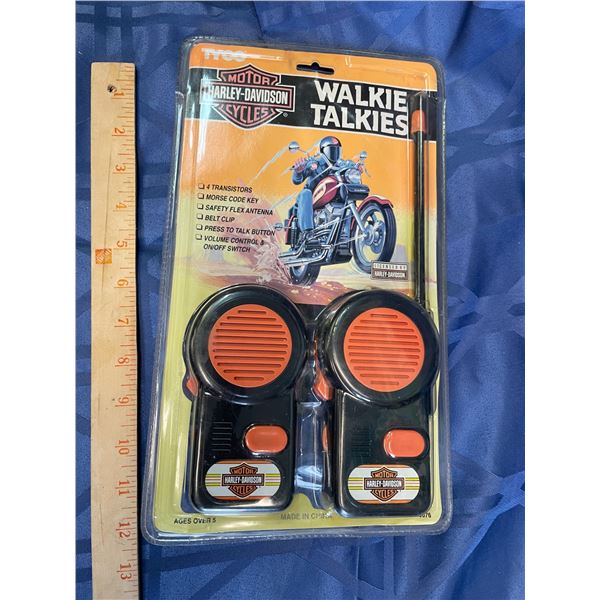 TYCO
MOTOR
HARLEY-DAVIDSON
CYCLES
®
WALKIE
TALKIES
4 TRANSISTORS
MORSE CODE KEY
SAFETY FLEX ANTENNA
BELT CLIP
PRESS TO TALK BUTTON
VOLUME CONTROL &
ON/OFF SWITCH
LICENSED BY
HARLEY-DAVIDSON
MOTOR
HARLEY-DAVIDSON
CYCLES
MOTOR
HARLEY-DAVIDSON
CYCLES
AGES OVER 5
MADE IN CHINA
1
2
3
4
5
6
7
8
9
10
11
12
13